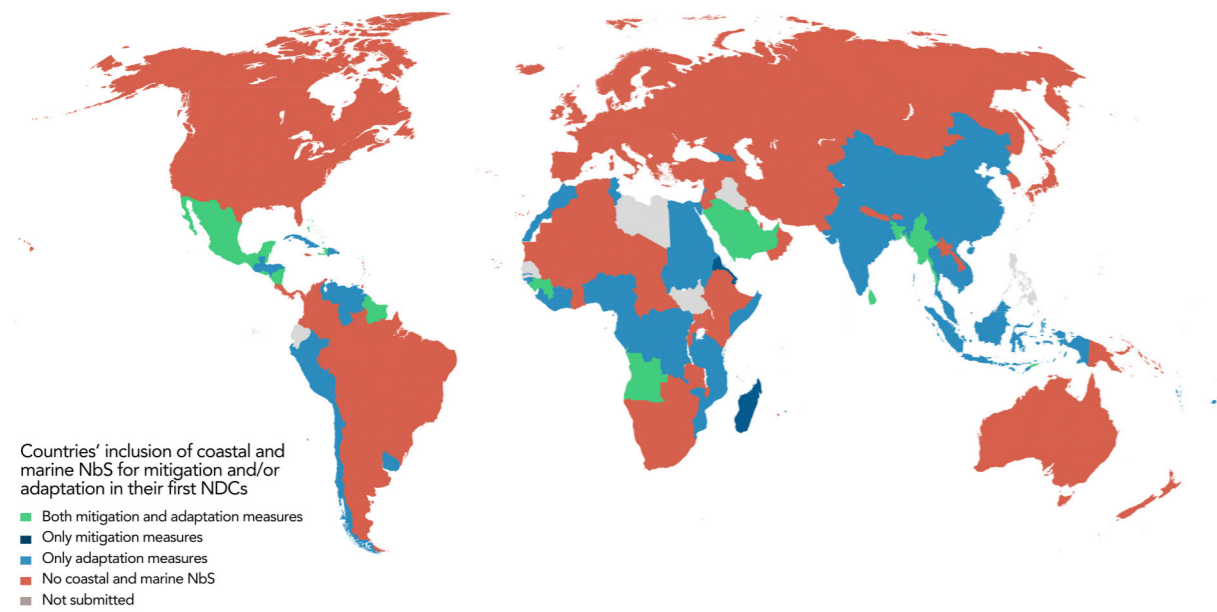 Countries' inclusion of coastal and
marine NbS for mitigation and/or
adaptation in their first NDCs
Both mitigation and adaptation measures
Only mitigation measures
Only adaptation measures
No coastal and marine NbS
Not submitted